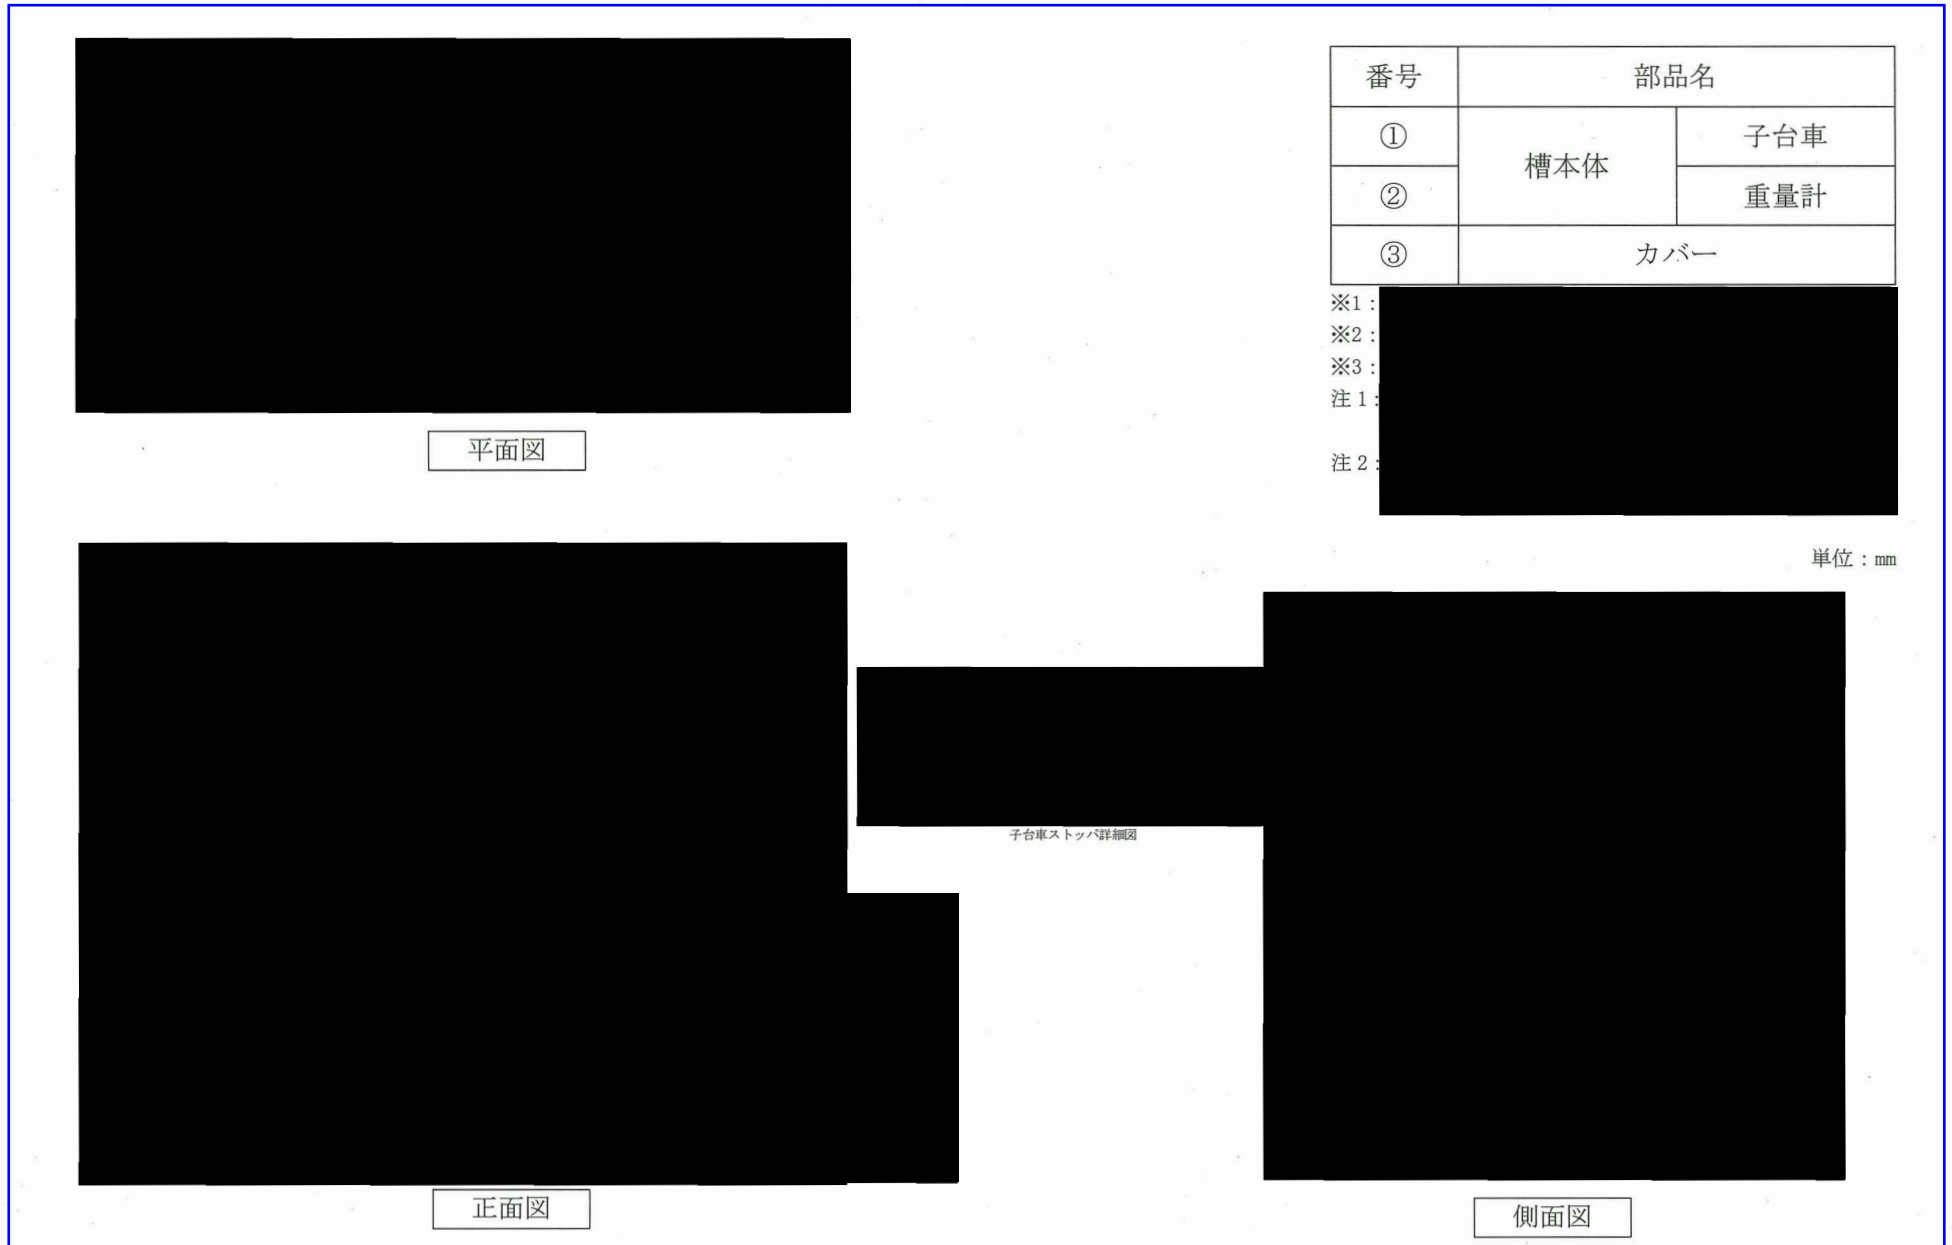 番号 部品名
① 槽本体 子台車
② 重量計
③ カバー
※1：
※2：
※3：
注1：
注2：
平面図
単位：mm
子台車ストッパ詳細図
正面図
側面図